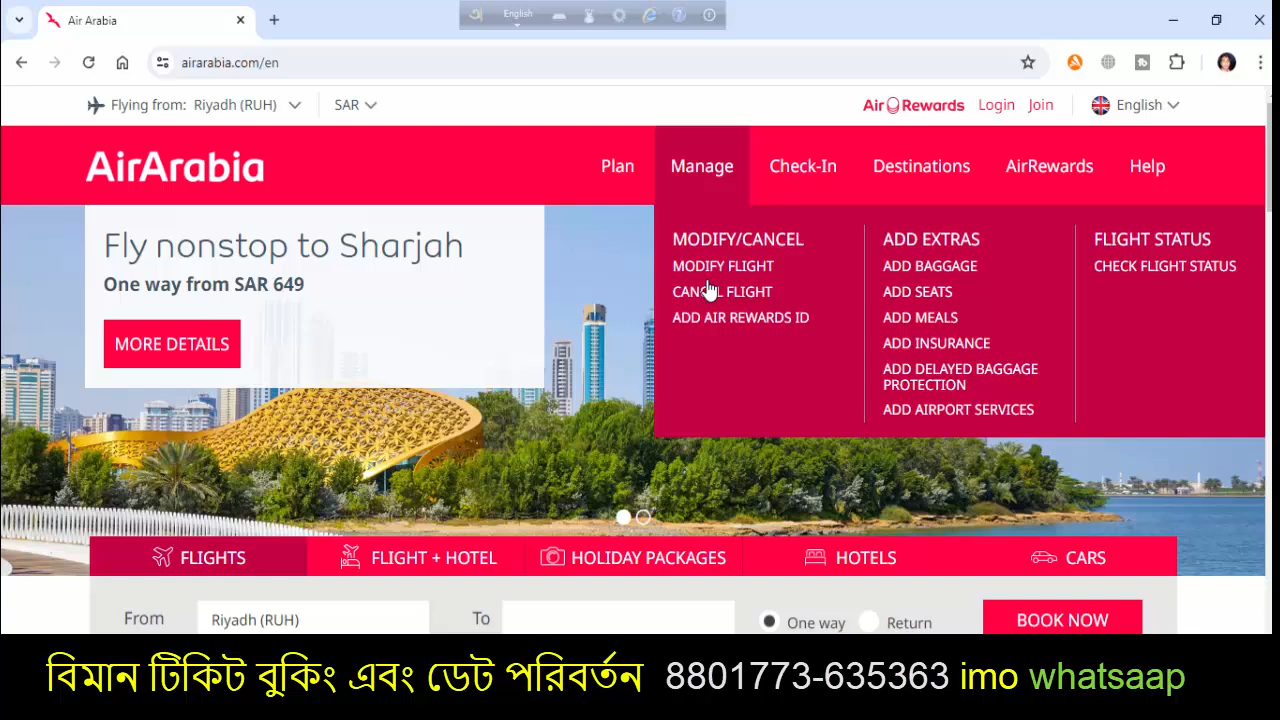 Air Arabia
English
airarabia.com/en
Flying from: Riyadh (RUH)
SAR
Air Rewards
Login
Join
English
AirArabia
Plan
Manage
Check-In
Destinations
AirRewards
Help
Fly nonstop to Sharjah
One way from SAR 649
MORE DETAILS
MODIFY/CANCEL
MODIFY FLIGHT
CANCEL FLIGHT
ADD AIR REWARDS ID
ADD EXTRAS
ADD BAGGAGE
ADD SEATS
ADD MEALS
ADD INSURANCE
ADD DELAYED BAGGAGE
PROTECTION
ADD AIRPORT SERVICES
FLIGHT STATUS
CHECK FLIGHT STATUS
FLIGHTS
FLIGHT + HOTEL
HOLIDAY PACKAGES
HOTELS
CARS
From
Riyadh (RUH)
To
One way
Return
BOOK NOW
বিমান টিকিট বুকিং এবং ডেট পরিবর্তন 8801773-635363 imo whatsaap